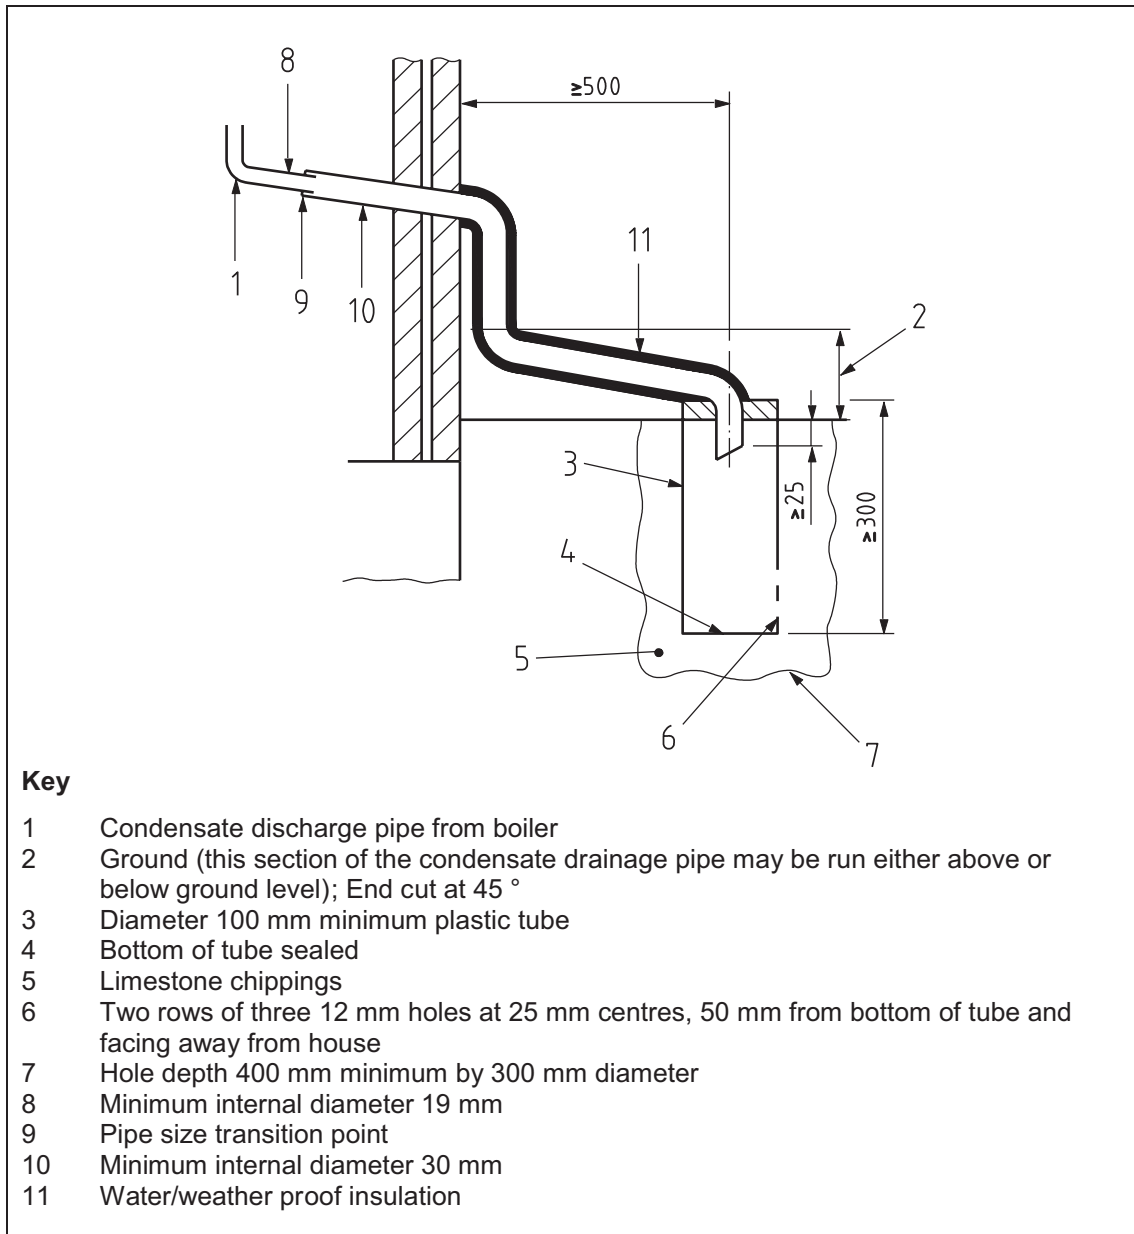 8
≥500
11
2
1
9
10
3
≥25
≥300
4
5
6
7
Key
1 Condensate discharge pipe from boiler
2 Ground (this section of the condensate drainage pipe may be run either above or
below ground level); End cut at 45 °
3 Diameter 100 mm minimum plastic tube
4 Bottom of tube sealed
5 Limestone chippings
6 Two rows of three 12 mm holes at 25 mm centres, 50 mm from bottom of tube and
facing away from house
7 Hole depth 400 mm minimum by 300 mm diameter
8 Minimum internal diameter 19 mm
9 Pipe size transition point
10 Minimum internal diameter 30 mm
11 Water/weather proof insulation